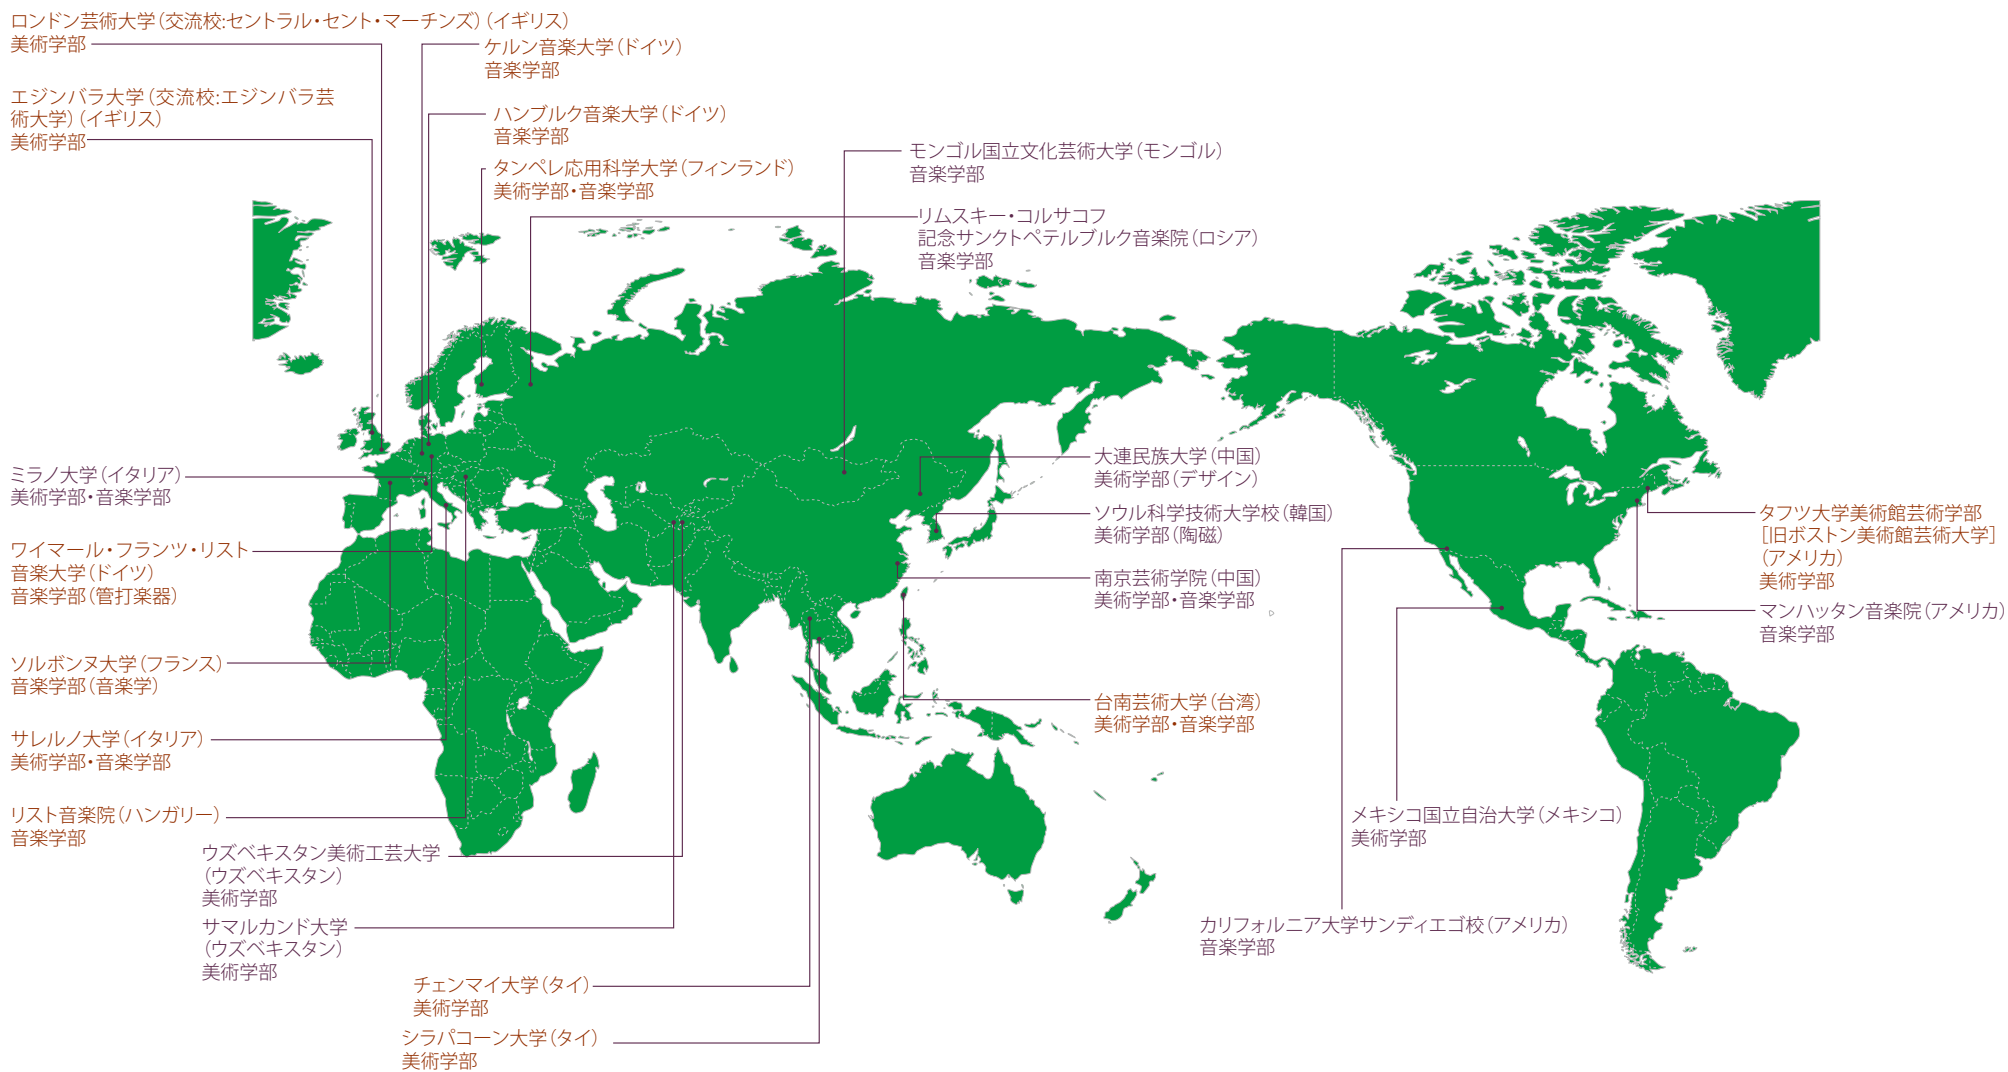 ロンドン芸術大学（交流校:セントラル・セント・マーチンズ）（イギリス）
美術学部
ケルン音楽大学（ドイツ）
音楽学部
エジンバラ大学（交流校:エジンバラ芸
術大学）（イギリス）
美術学部
ハンブルク音楽大学（ドイツ）
音楽学部
タンペレ応用科学大学（フィンランド）
美術学部・音楽学部
モンゴル国立文化芸術大学（モンゴル）
音楽学部
リムスキー・コルサコフ
記念サンクトペテルブルク音楽院（ロシア）
音楽学部
ミラノ大学（イタリア）
美術学部・音楽学部
ワイマール・フランツ・リスト
音楽大学（ドイツ）
音楽学部（管打楽器）
ソルボンヌ大学（フランス）
音楽学部（音楽学）
サレルノ大学（イタリア）
美術学部・音楽学部
リスト音楽院（ハンガリー）
音楽学部
ウズベキスタン美術工芸大学
（ウズベキスタン）
美術学部
サマルカンド大学
（ウズベキスタン）
美術学部
チェンマイ大学（タイ）
美術学部
シラパコーン大学（タイ）
美術学部
大連民族大学（中国）
美術学部（デザイン）
ソウル科学技術大学校（韓国）
美術学部（陶磁）
南京芸術学院（中国）
美術学部・音楽学部
台南芸術大学（台湾）
美術学部・音楽学部
タフツ大学美術館芸術学部
［旧ボストン美術館芸術大学］
（アメリカ）
美術学部
マンハッタン音楽院（アメリカ）
音楽学部
メキシコ国立自治大学（メキシコ）
美術学部
カリフォルニア大学サンディエゴ校（アメリカ）
音楽学部